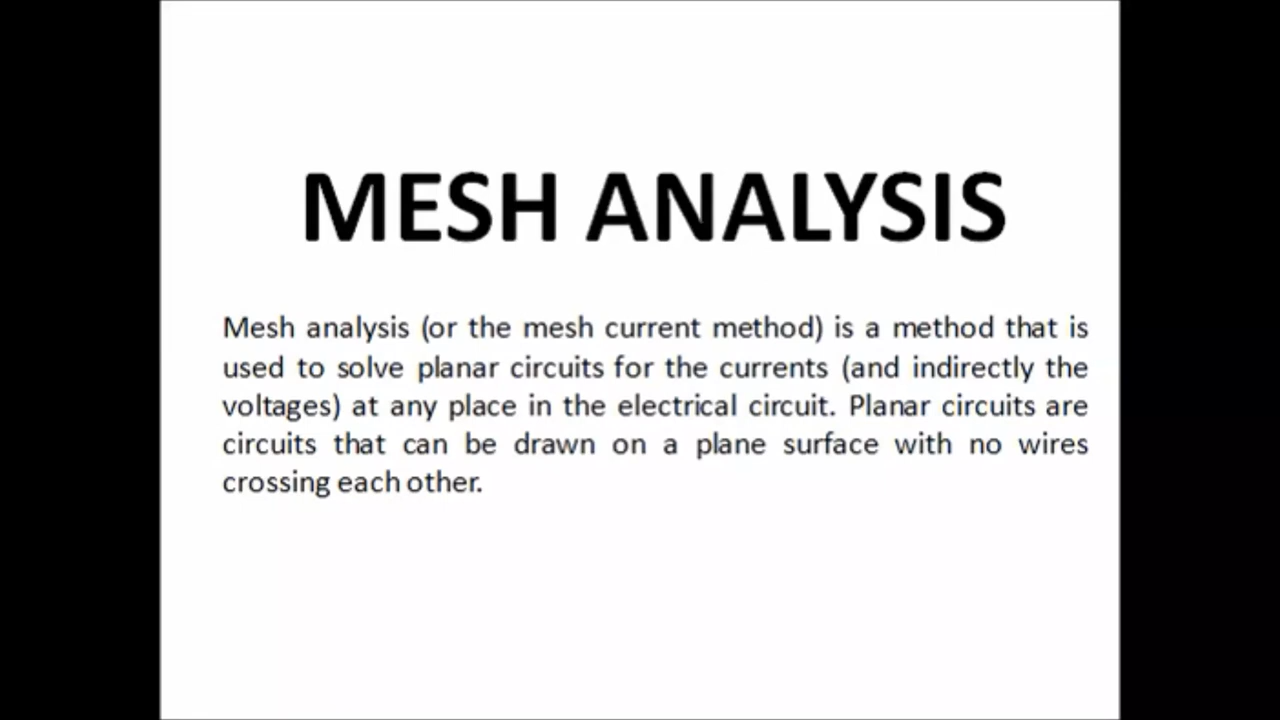 MESH ANALYSIS
Mesh analysis (or the mesh current method) is a method that is
used to solve planar circuits for the currents (and indirectly the
voltages) at any place in the electrical circuit. Planar circuits are
circuits that can be drawn on a plane surface with no wires
crossing each other.